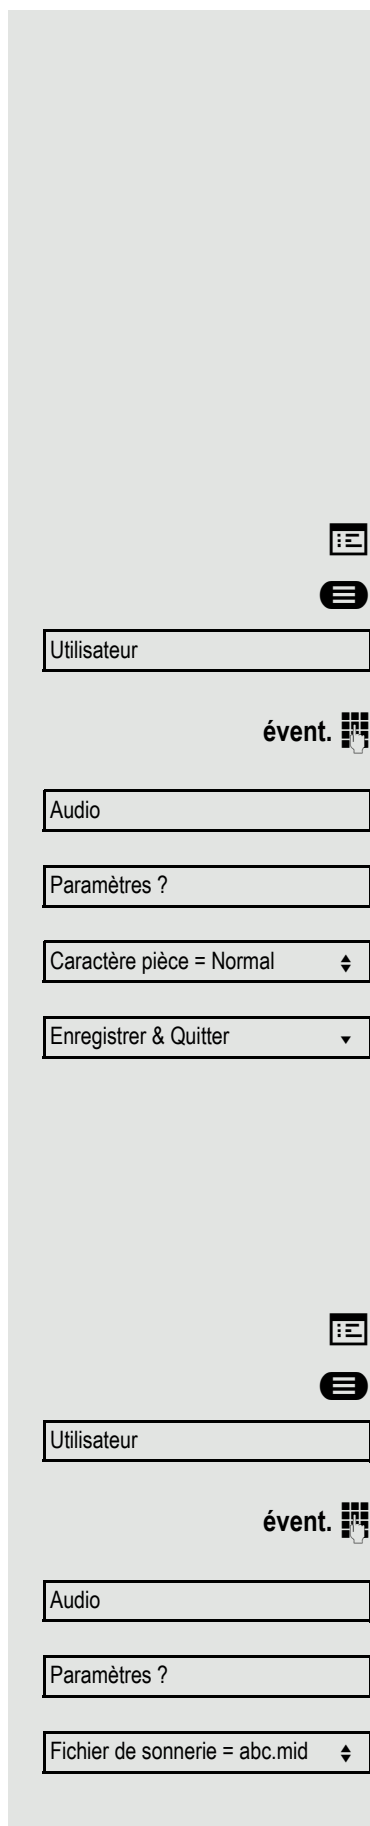 Utilisateur
évent.
Audio
Paramètres ?
Caractère pièce = Normal
Enregistrer & Quitter
Utilisateur
évent.
Audio
Paramètres ?
Fichier de sonnerie = abc.mid